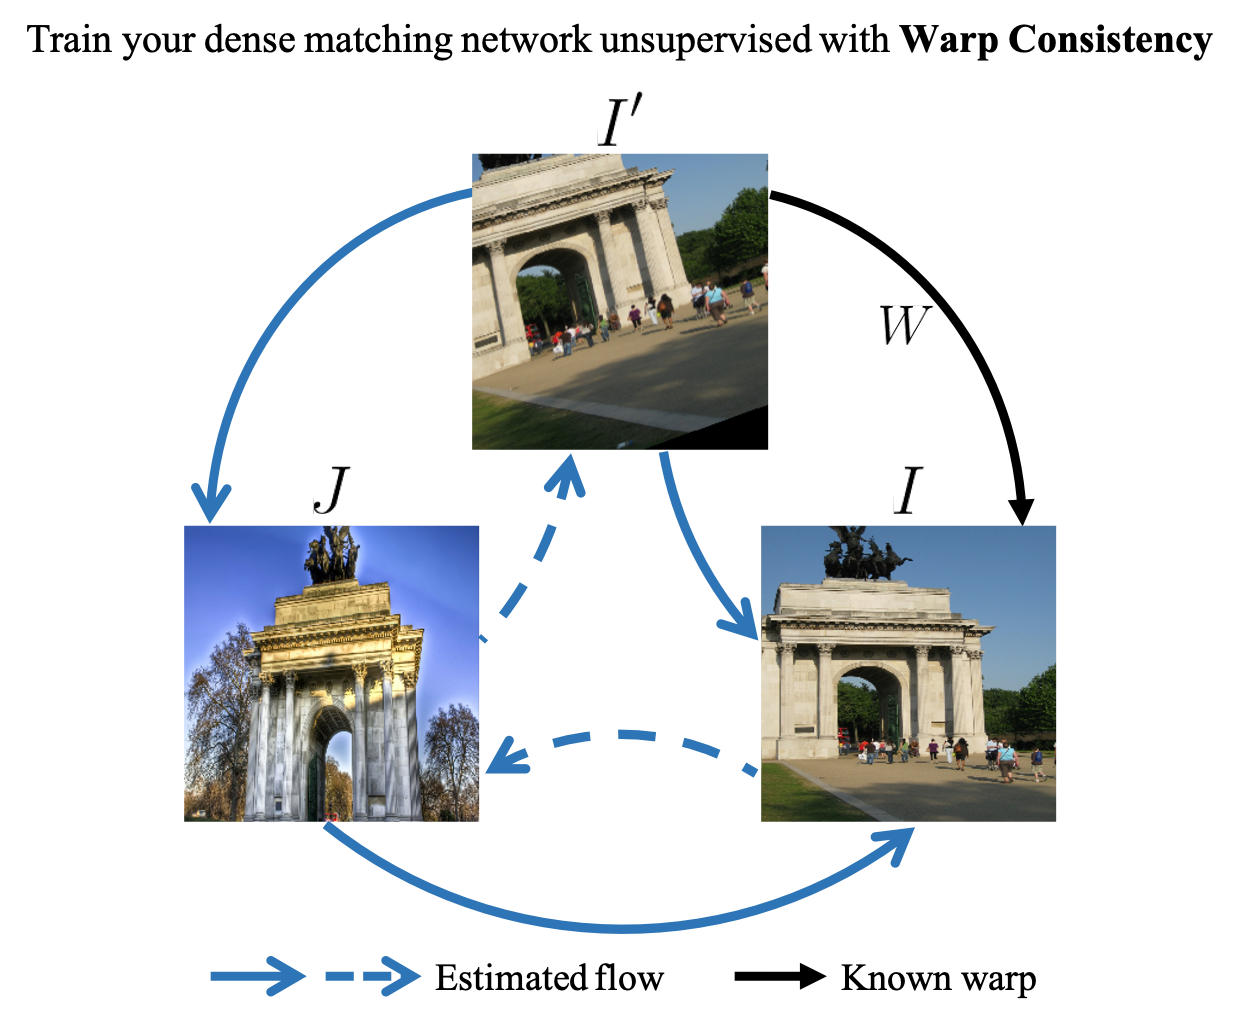 Train your dense matching network unsupervised with Warp Consistency
I′
W
J
I
Estimated flow
Known warp